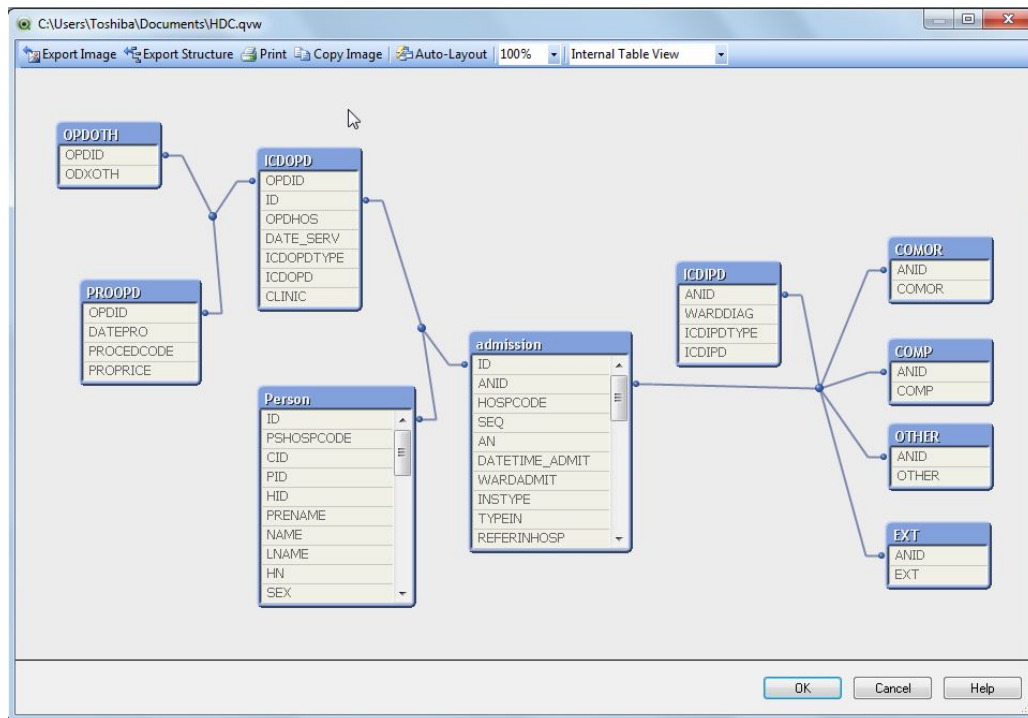 C:\Users\Toshiba\Documents\HDC.qvw
Export Image Export Structure Print Copy Image Auto-Layout 100% Internal Table View
OPDOTH
OPDID
ODXOTH
PROOPD
OPDID
DATEPRO
PROCEDCODE
PROPRICE
ICDOPD
OPDID
ID
OPDHOS
DATE_SERV
ICDOPDTYPE
ICDOPD
CLINIC
Person
ID
PSHOSPCODE
CID
PID
HID
PRENAME
NAME
LNAME
HN
SEX
admission
ID
ANID
HOSPCODE
SEQ
AN
DATETIME_ADMIT
WARDADMIT
INSTYPE
TYPEIN
REFERINHOSP
ICDIPD
ANID
WARDDIAG
ICDIPDTYPE
ICDIPD
COMOR
ANID
COMOR
COMP
ANID
COMP
OTHER
ANID
OTHER
EXT
ANID
EXT
OK Cancel Help